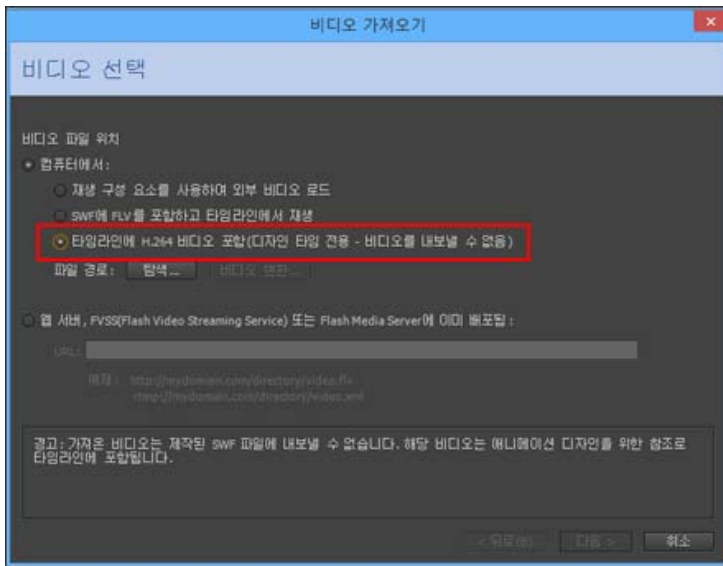 비디오 가져오기
비디오 선택
비디오 파일 위치
컴퓨터에서:
재생 구성 요소를 사용하여 외부 비디오 로드
SWF에 FLV를 포함하고 타임라인에서 재생
타임라인에 H.264 비디오 포함(디자인 타임 전용 - 비디오를 내보낼 수 없음)
파일 경로: 탐색... 비디오 변환...
웹 서버, FVSS(Flash Video Streaming Service) 또는 Flash Media Server에 이미 배포됨:
URL:
예제: http://mydomain.com/directory/video.flv
rtmp://mydomain.com/directory/video.xml
경고: 가져온 비디오는 제작된 SWF 파일에 내보낼 수 없습니다. 해당 비디오는 애니메이션 디자인을 위한 참조로
타임라인에 포함됩니다.
< 뒤로(B) 다음 > 취소